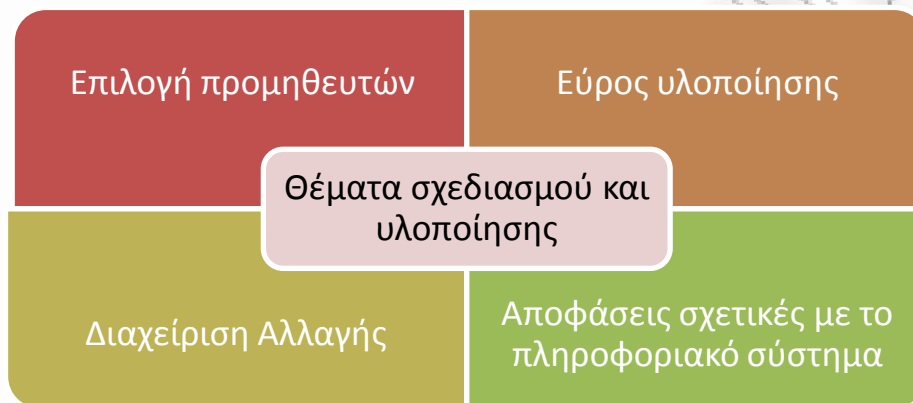 Επιλογή προμηθευτών
Εύρος υλοποίησης
Θέματα σχεδιασμού και
υλοποίησης
Διαχείριση Αλλαγής
Αποφάσεις σχετικές με το
πληροφοριακό σύστημα